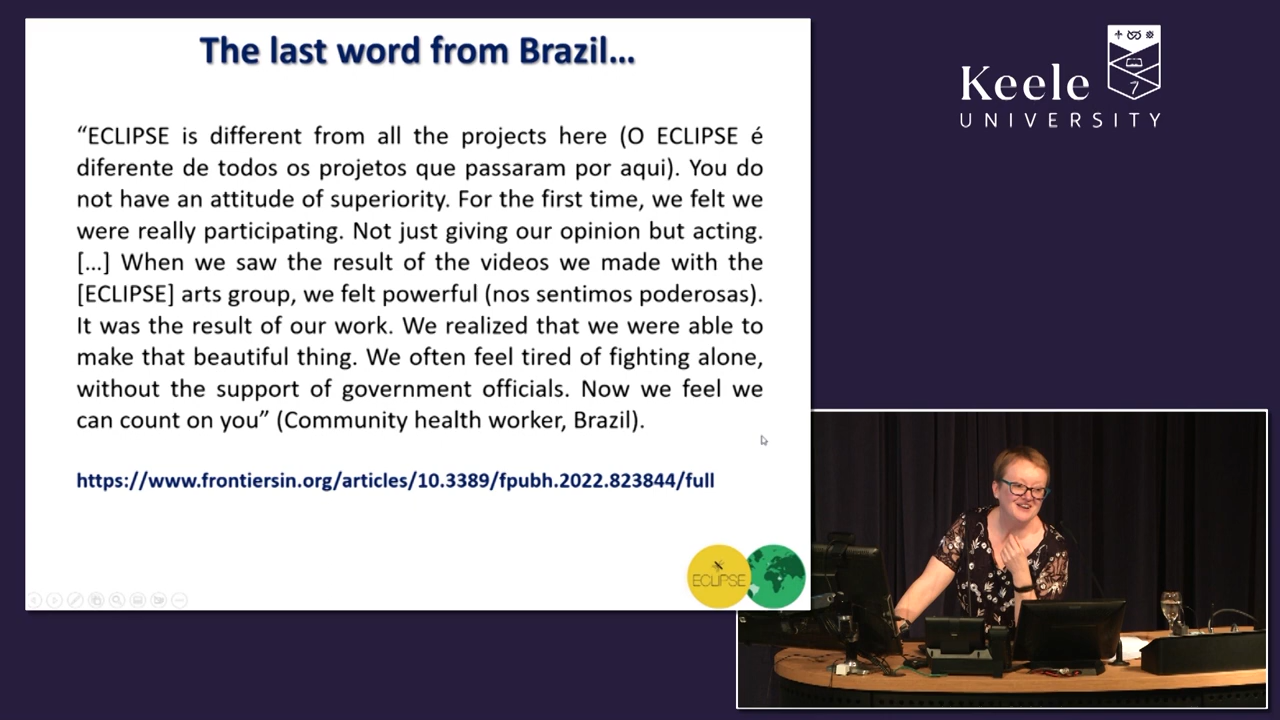 The last word from Brazil…
“ECLIPSE is different from all the projects here (O ECLIPSE é
diferente de todos os projetos que passaram por aqui). You do
not have an attitude of superiority. For the first time, we felt we
were really participating. Not just giving our opinion but acting.
[…] When we saw the result of the videos we made with the
[ECLIPSE] arts group, we felt powerful (nos sentimos poderosas).
It was the result of our work. We realized that we were able to
make that beautiful thing. We often feel tired of fighting alone,
without the support of government officials. Now we feel we
can count on you” (Community health worker, Brazil).
https://www.frontiersin.org/articles/10.3389/fpubh.2022.823844/full
ECLIPSE
Keele
UNIVERSITY